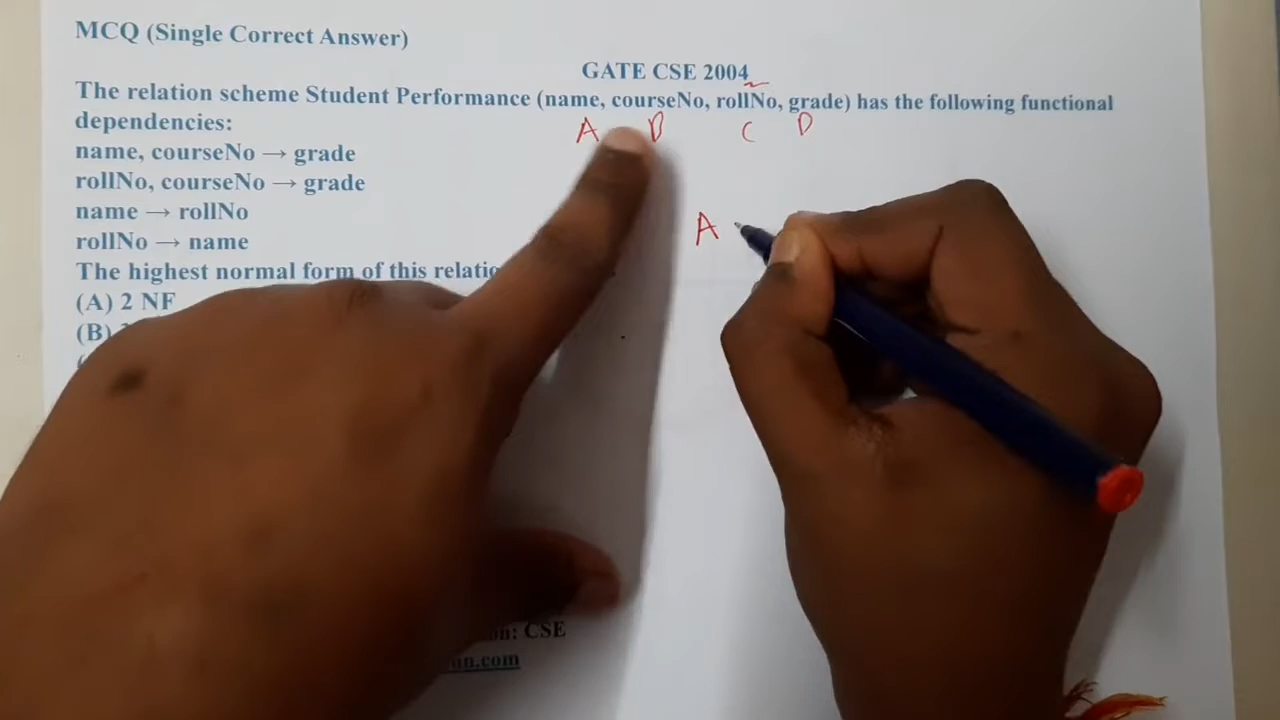 MCQ (Single Correct Answer)
GATE CSE 2004
The relation scheme Student Performance (name, courseNo, rollNo, grade) has the following functional
dependencies:
A B C D
name, courseNo → grade
rollNo, courseNo → grade
name → rollNo
A
rollNo → name
The highest normal form of this
(A) 2 NF
(B)
CSE